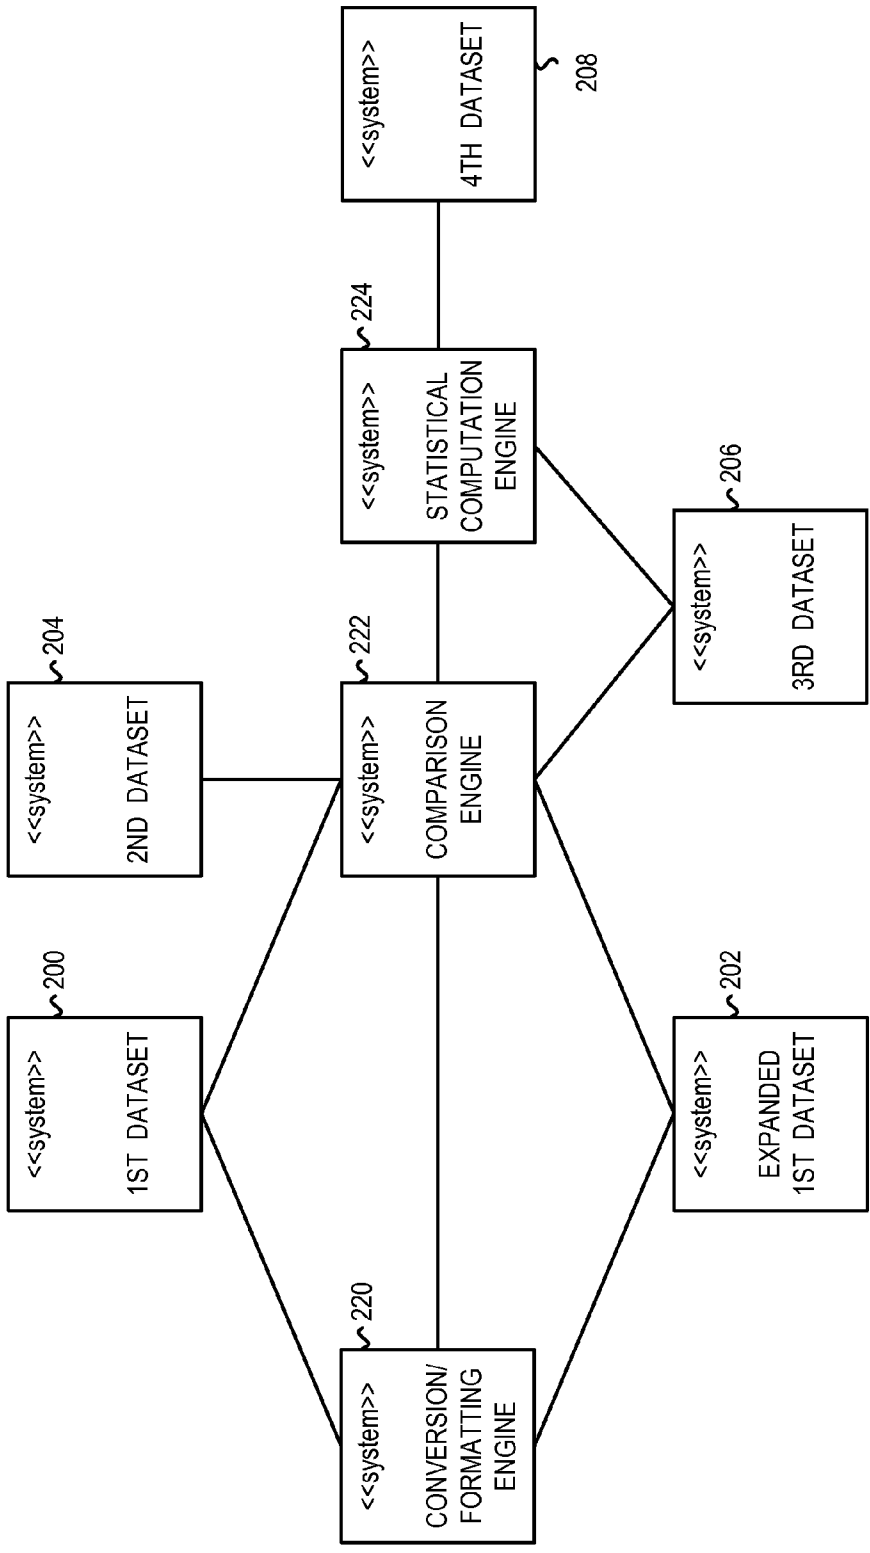 200
<<system>>
1ST DATASET
204
<<system>>
2ND DATASET
220
<<system>>
CONVERSION/
FORMATTING
ENGINE
222
<<system>>
COMPARISON
ENGINE
224
<<system>>
STATISTICAL
COMPUTATION
ENGINE
<<system>>
4TH DATASET
208
202
<<system>>
EXPANDED
1ST DATASET
206
<<system>>
3RD DATASET